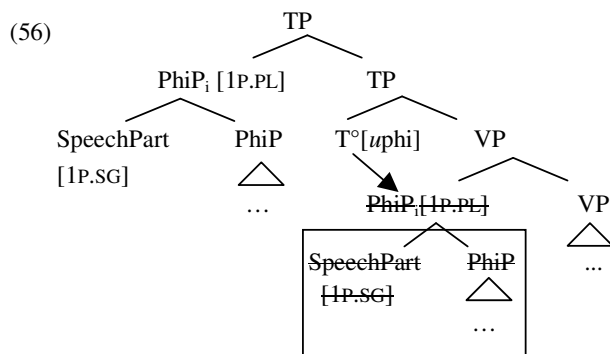 (56) TP
PhiPᵢ [1P.PL] TP
SpeechPart PhiP T°[uphi] VP
[1P.SG]
… PhiPᵢ[1P.PL] VP
SpeechPart PhiP ...
[1P.SG]
…